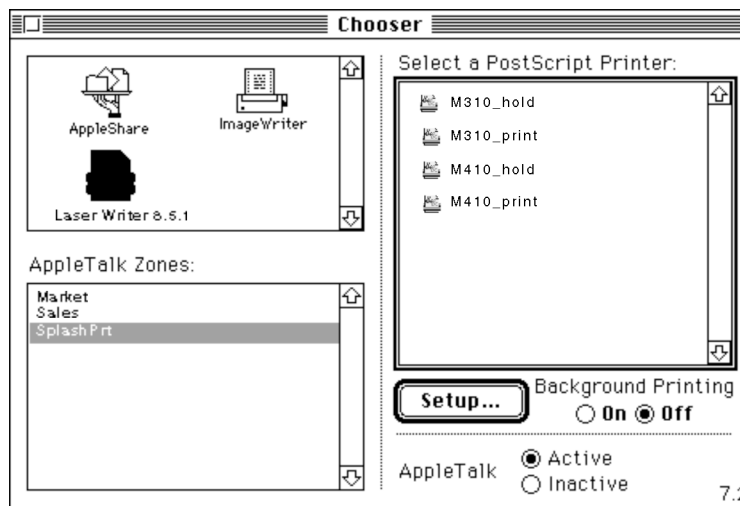 Chooser
AppleShare
ImageWriter
Laser Writer 8.5.1
AppleTalk Zones:
Market
Sales
SplashPrt
Select a PostScript Printer:
M310_hold
M310_print
M410_hold
M410_print
Setup...
Background Printing
On Off
AppleTalk
Active
Inactive